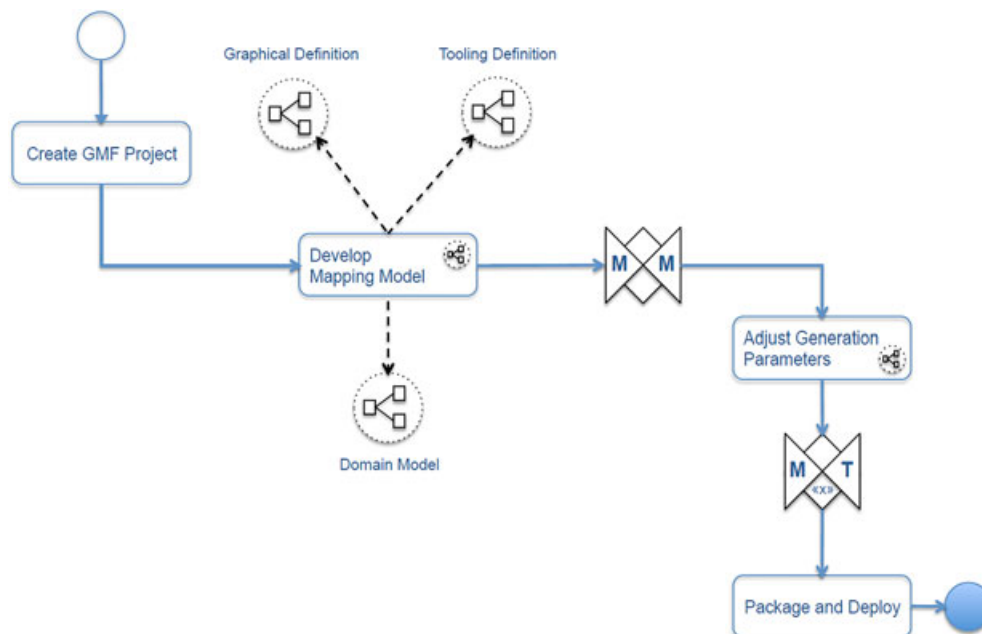 Graphical Definition
Tooling Definition
Create GMF Project
Develop
Mapping Model
M M
Adjust Generation
Parameters
Domain Model
M T
«x»
Package and Deploy